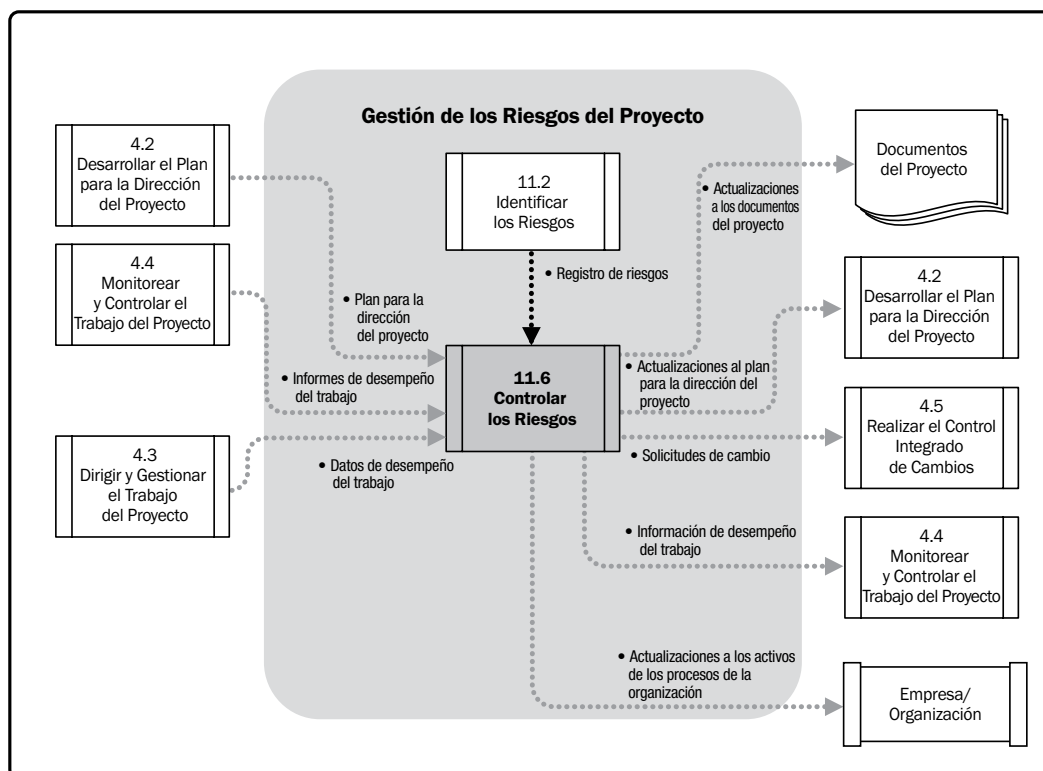 Gestión de los Riesgos del Proyecto
4.2
Desarrollar el Plan
para la Dirección
del Proyecto
4.4
Monitorear
y Controlar el
Trabajo del Proyecto
4.3
Dirigir y Gestionar
el Trabajo
del Proyecto
11.2
Identificar
los Riesgos
• Registro de riesgos
• Plan para la
dirección
del proyecto
• Informes de desempeño
del trabajo
• Datos de desempeño
del trabajo
11.6
Controlar
los Riesgos
• Actualizaciones
a los documentos
del proyecto
• Actualizaciones al plan
para la dirección del
proyecto
• Solicitudes de cambio
• Información de desempeño
del trabajo
• Actualizaciones a los activos
de los procesos de la
organización
Documentos
del Proyecto
4.2
Desarrollar el Plan
para la Dirección
del Proyecto
4.5
Realizar el Control
Integrado
de Cambios
4.4
Monitorear
y Controlar el
Trabajo del Proyecto
Empresa/
Organización